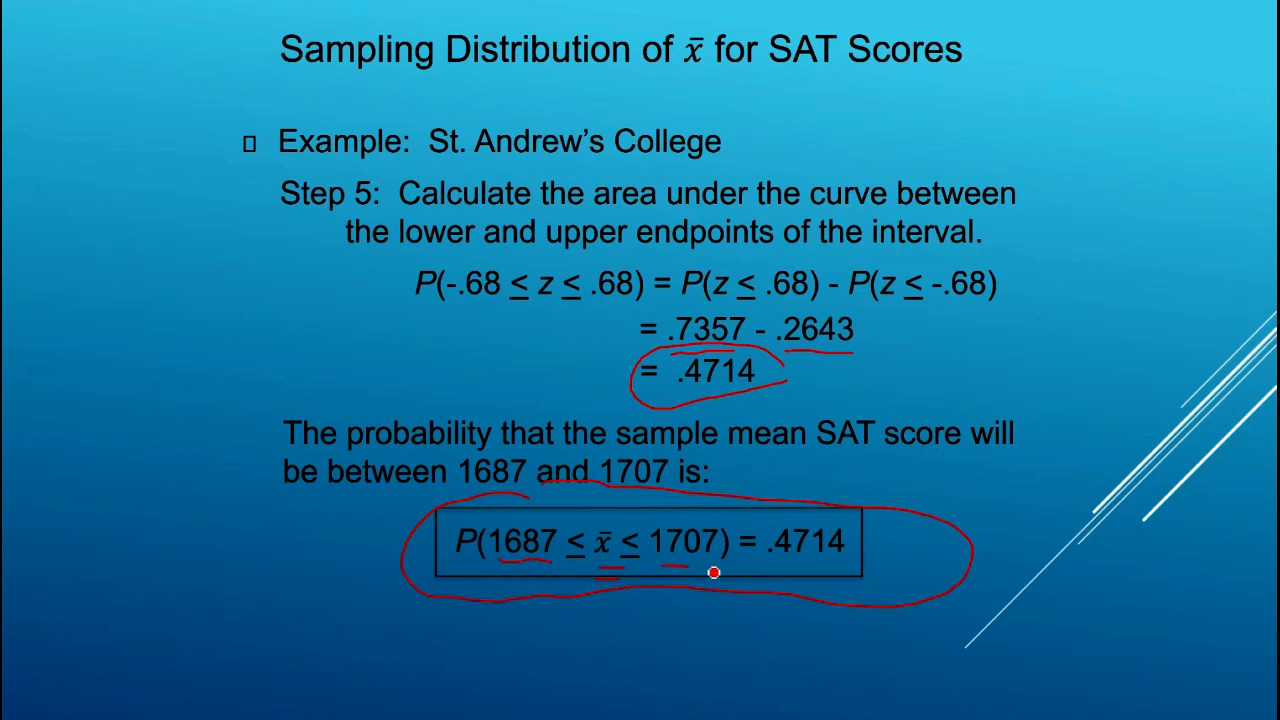 Sampling Distribution of x̄ for SAT Scores
Example: St. Andrew's College
Step 5: Calculate the area under the curve between
the lower and upper endpoints of the interval.
P(-.68 ≤ z ≤ .68) = P(z ≤ .68) - P(z ≤ -.68)
= .7357 - .2643
= .4714
The probability that the sample mean SAT score will
be between 1687 and 1707 is:
P(1687 ≤ x̄ ≤ 1707) = .4714